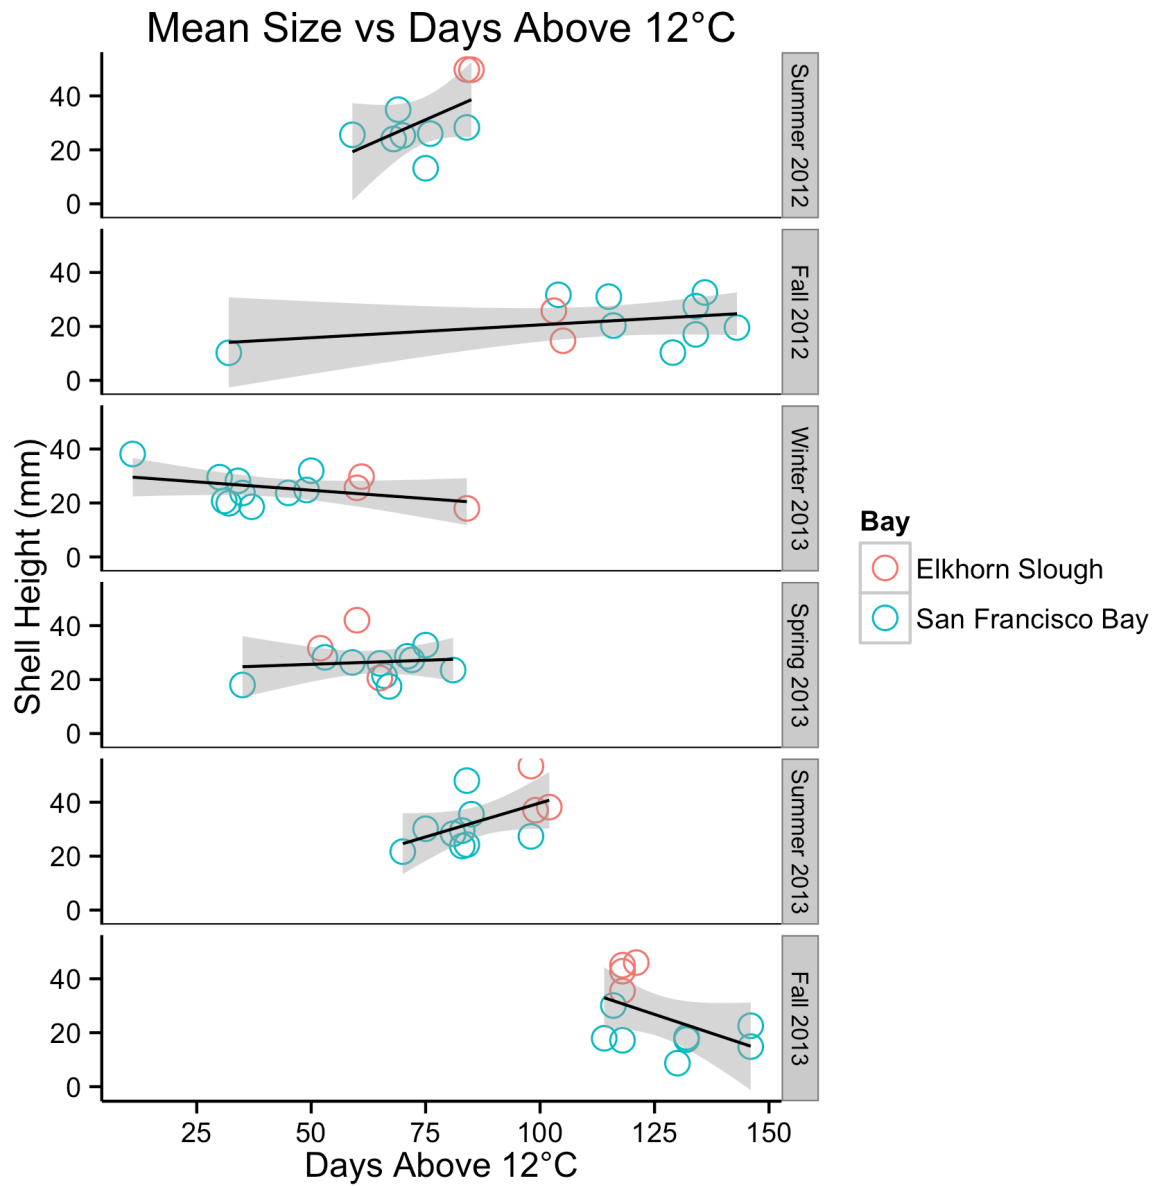 Mean Size vs Days Above 12°C
Shell Height (mm)
40
20
0
Summer 2012
40
20
0
Fall 2012
40
20
0
Winter 2013
40
20
0
Spring 2013
40
20
0
Summer 2013
40
20
0
Fall 2013
25 50 75 100 125 150
Days Above 12°C
Bay
Elkhorn Slough
San Francisco Bay